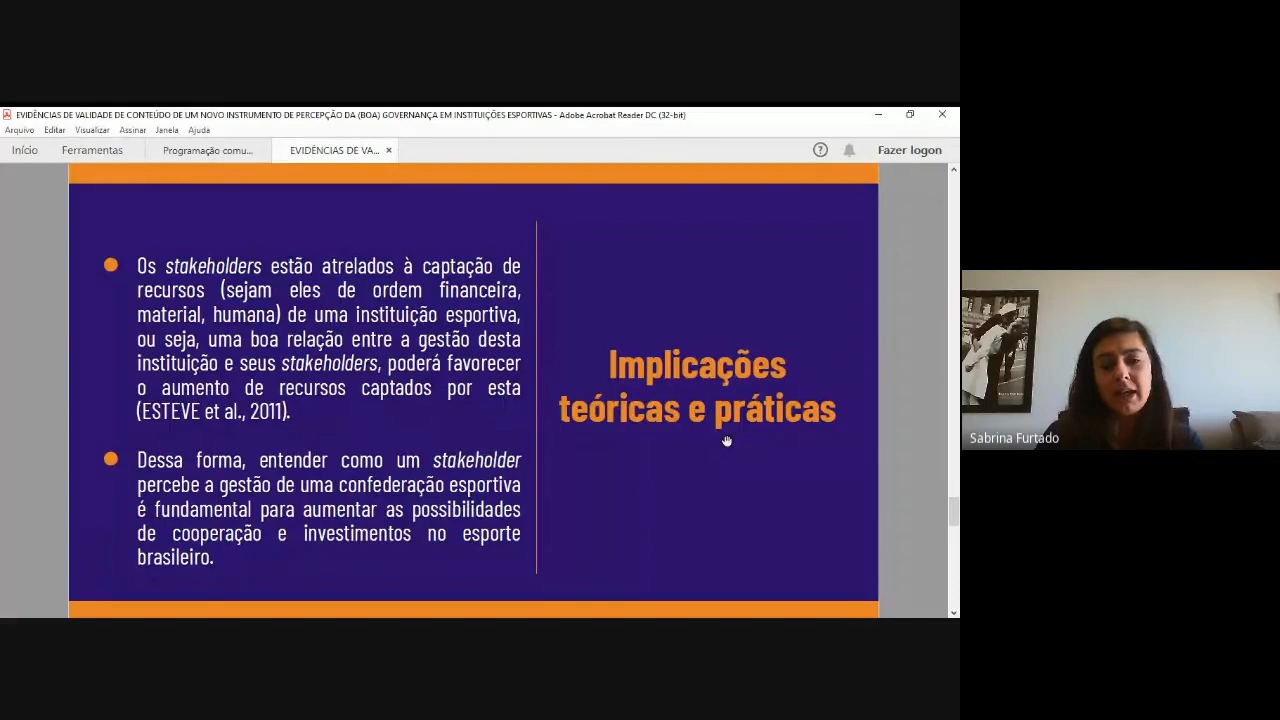 EVIDÊNCIAS DE VALIDADE DE CONTEÚDO DE UM NOVO INSTRUMENTO DE PERCEPÇÃO DA (BOA) GOVERNANÇA EM INSTITUIÇÕES ESPORTIVAS - Adobe Acrobat Reader DC (32-bit)
Arquivo Editar Visualizar Assinar Janela Ajuda
Início Ferramentas Programação comu... EVIDÊNCIAS DE VA... × Fazer logon
Os stakeholders estão atrelados à captação de
recursos (sejam eles de ordem financeira,
material, humana) de uma instituição esportiva,
ou seja, uma boa relação entre a gestão desta
instituição e seus stakeholders, poderá favorecer
o aumento de recursos captados por esta
(ESTEVE et al., 2011).
Dessa forma, entender como um stakeholder
percebe a gestão de uma confederação esportiva
é fundamental para aumentar as possibilidades
de cooperação e investimentos no esporte
brasileiro.
Implicações
teóricas e práticas
Sabrina Furtado